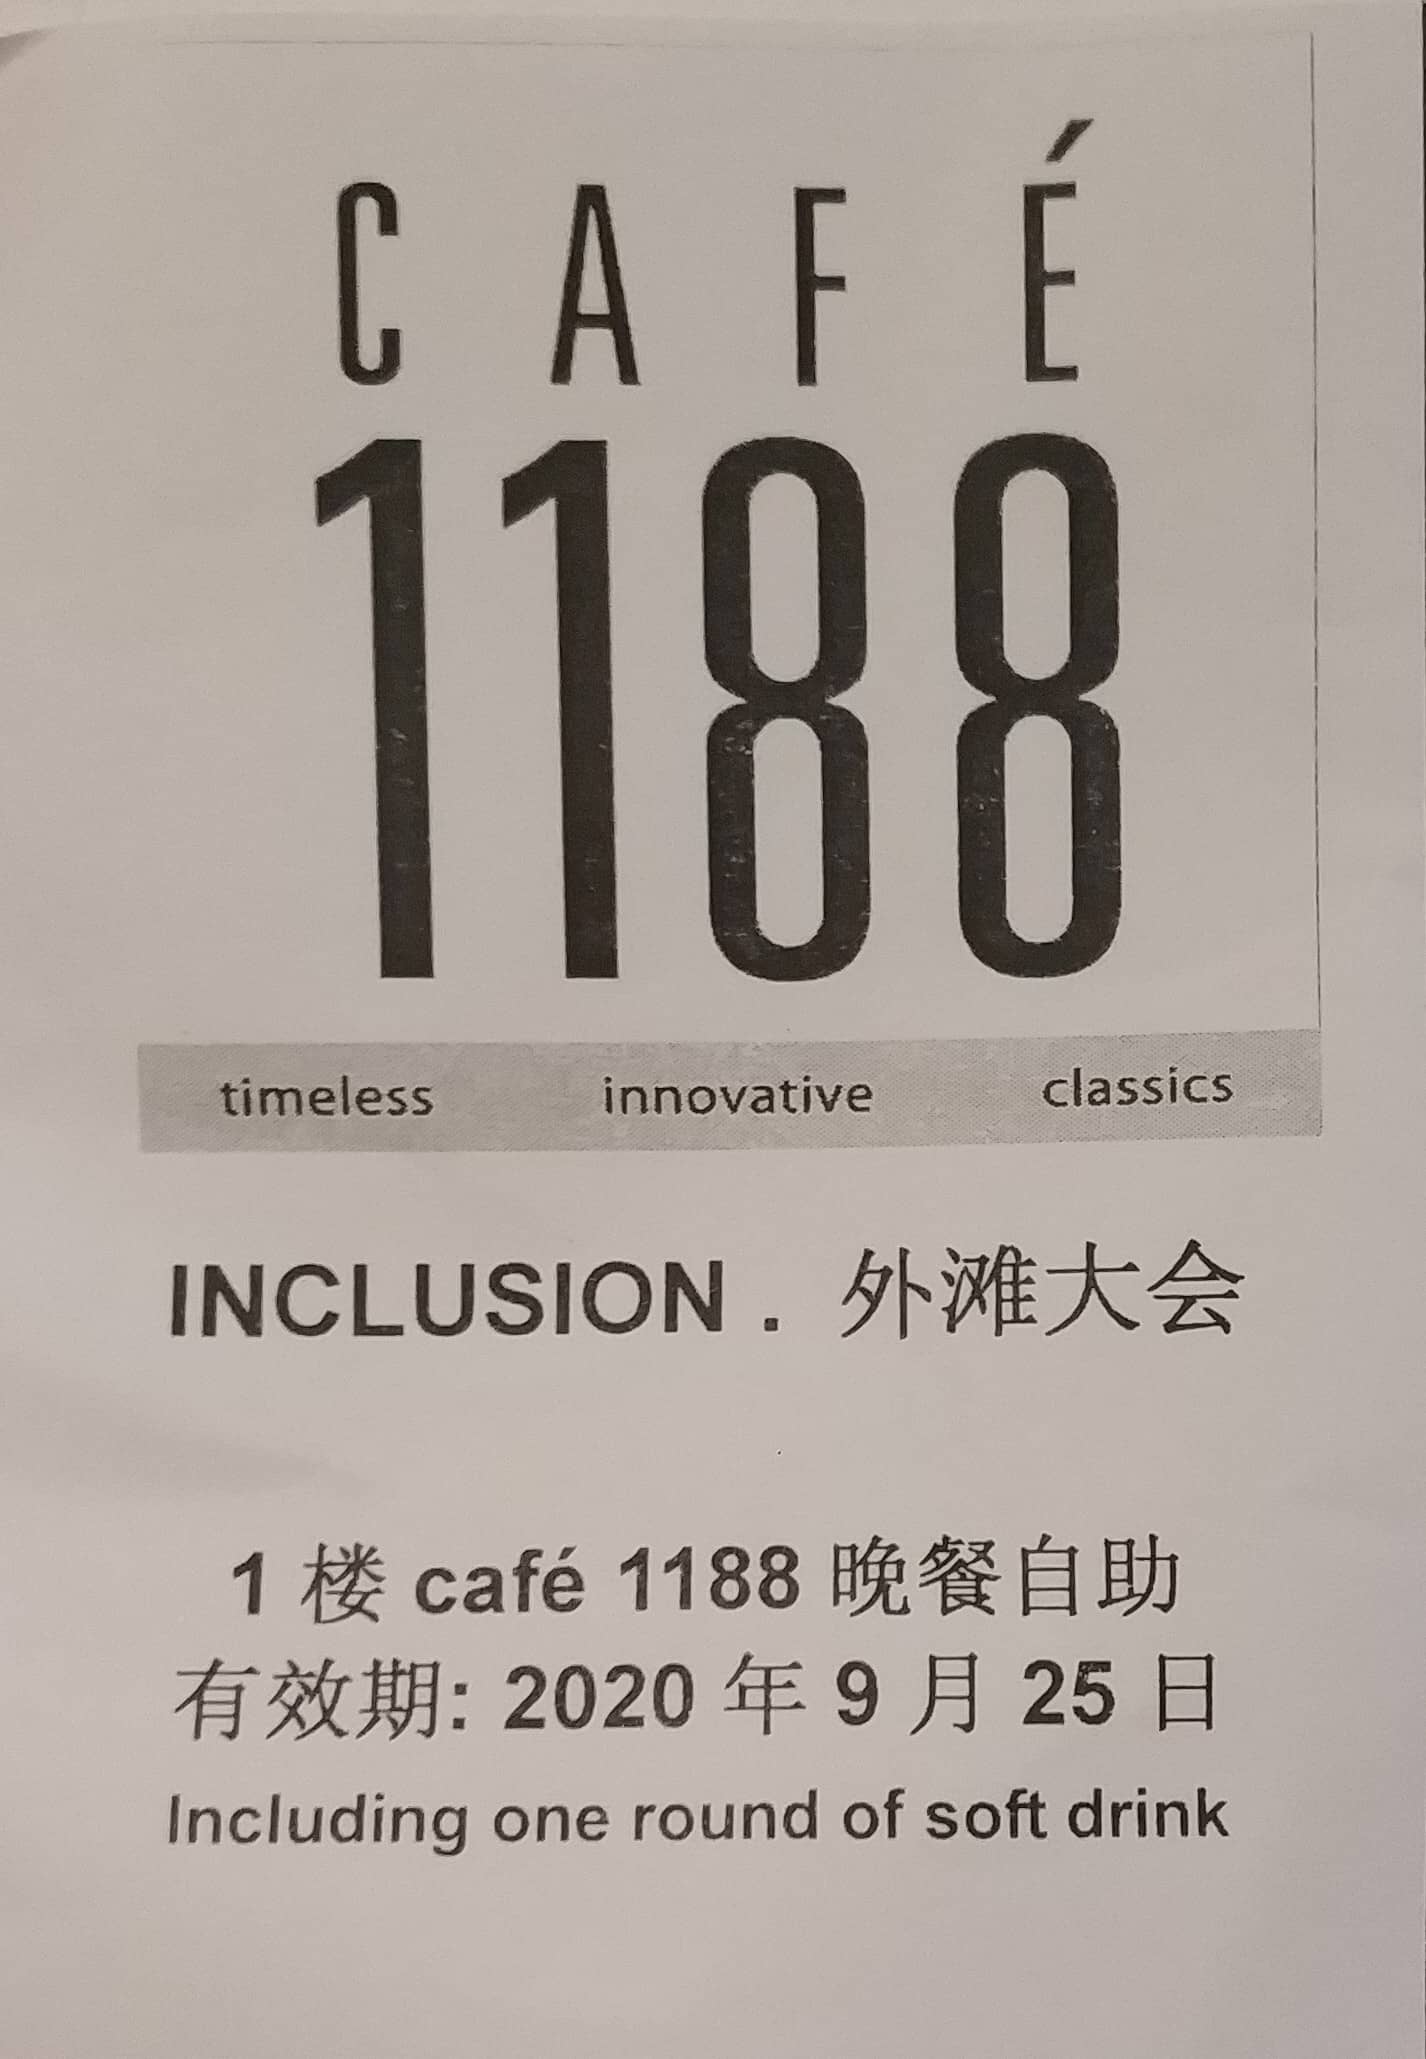 CAFÉ
1188
timeless innovative classics
INCLUSION . 外滩大会
1 楼 café 1188 晚餐自助
有效期: 2020 年 9 月 25 日
Including one round of soft drink